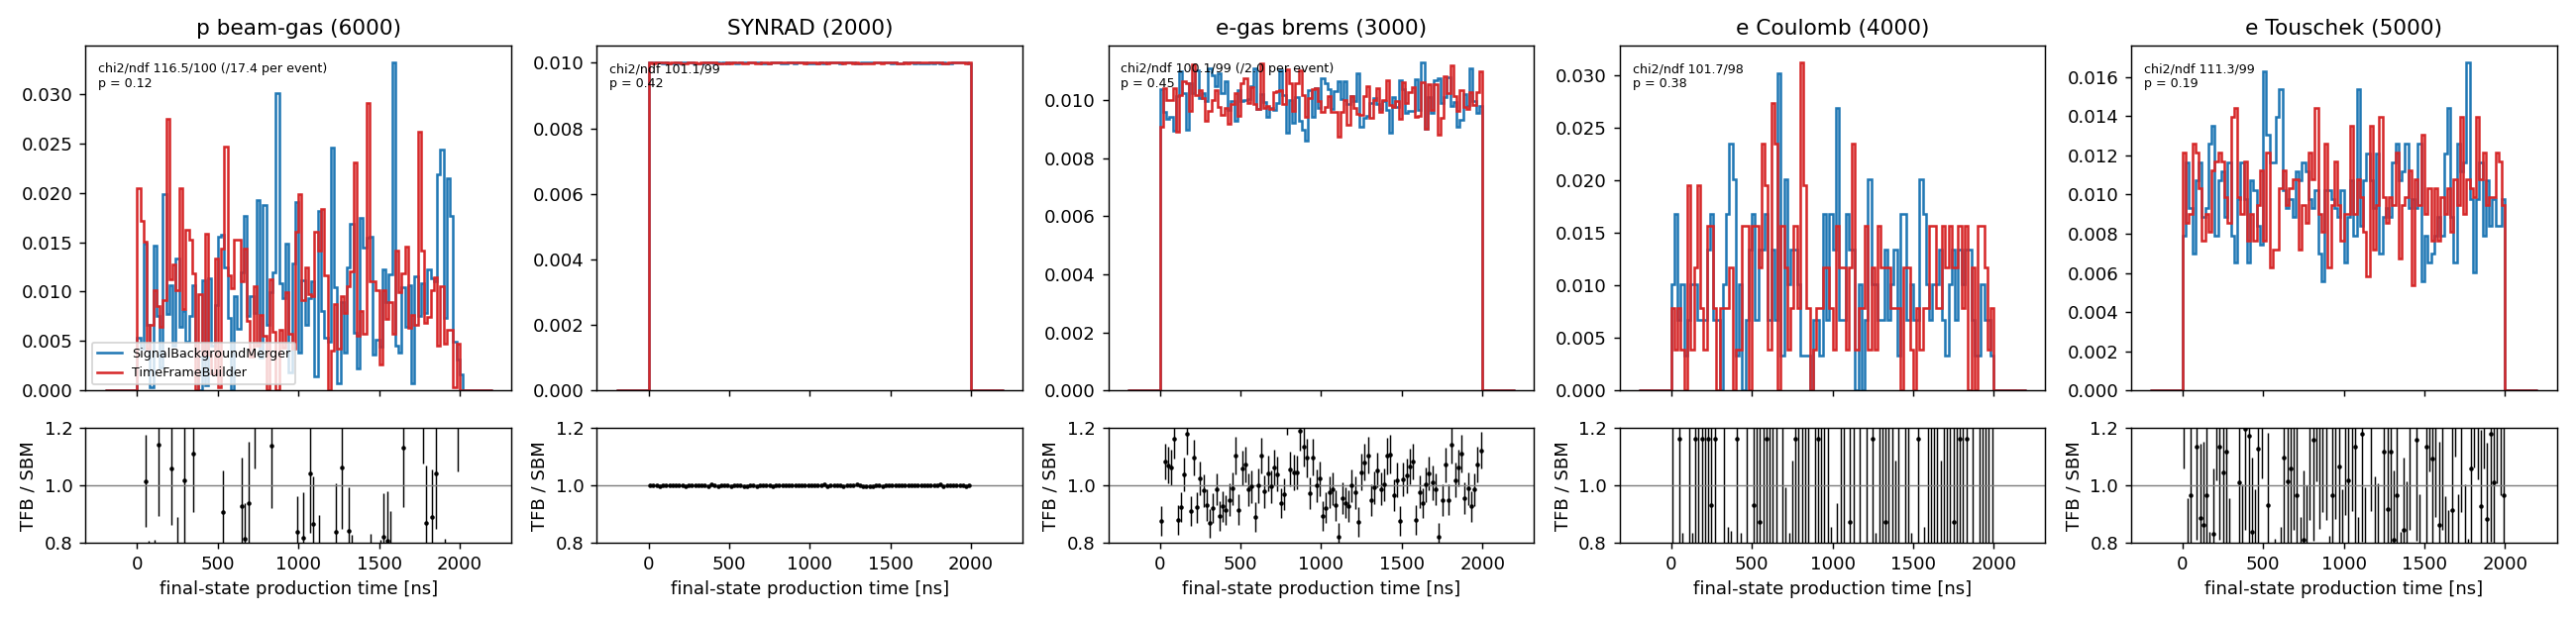 p beam-gas (6000)
chi2/ndf 116.5/100 (/17.4 per event)
p = 0.12
0.030
0.025
0.020
0.015
0.010
0.005
0.000
SignalBackgroundMerger
TimeFrameBuilder
1.2
1.0
0.8
TFB / SBM
0
500
1000
1500
2000
final-state production time [ns]
SYNRAD (2000)
chi2/ndf 101.1/99
p = 0.42
0.010
0.008
0.006
0.004
0.002
0.000
1.2
1.0
0.8
TFB / SBM
0
500
1000
1500
2000
final-state production time [ns]
e-gas brems (3000)
chi2/ndf 100.1/99 (/2.0 per event)
p = 0.45
0.010
0.008
0.006
0.004
0.002
0.000
1.2
1.0
0.8
TFB / SBM
0
500
1000
1500
2000
final-state production time [ns]
e Coulomb (4000)
chi2/ndf 101.7/98
p = 0.38
0.030
0.025
0.020
0.015
0.010
0.005
0.000
1.2
1.0
0.8
TFB / SBM
0
500
1000
1500
2000
final-state production time [ns]
e Touschek (5000)
chi2/ndf 111.3/99
p = 0.19
0.016
0.014
0.012
0.010
0.008
0.006
0.004
0.002
0.000
1.2
1.0
0.8
TFB / SBM
0
500
1000
1500
2000
final-state production time [ns]